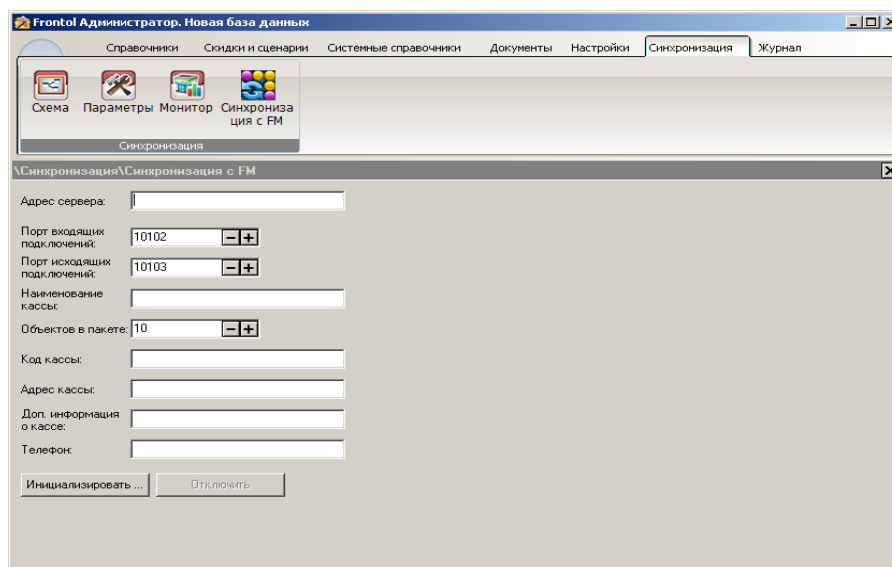 Frontol Администратор. Новая база данных
Справочники Скидки и сценарии Системные справочники Документы Настройки Синхронизация Журнал
Схема Параметры Монитор Синхрониза
ция с FM
Синхронизация
\Синхронизация\Синхронизация с FM
Адрес сервера:
Порт входящих
подключений: 10102
Порт исходящих
подключений: 10103
Наименование
кассы:
Объектов в пакете: 10
Код кассы:
Адрес кассы:
Доп. информация
о кассе:
Телефон:
Инициализировать ... Отключить